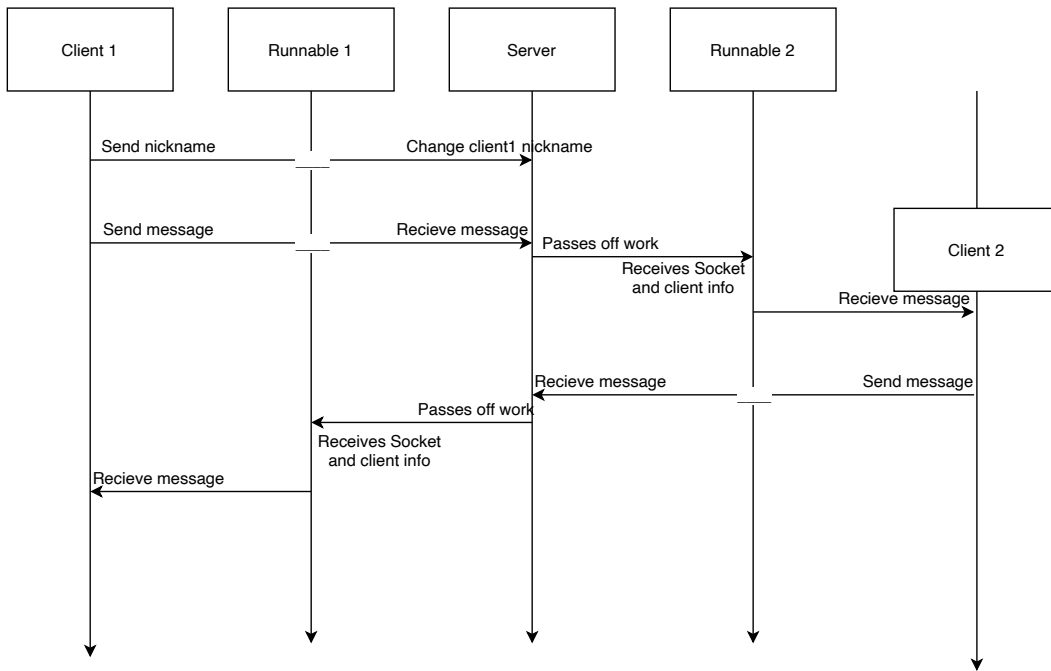 Client 1
Runnable 1
Server
Runnable 2
Send nickname
Change client1 nickname
Send message
Recieve message
Passes off work
Receives Socket
and client info
Client 2
Recieve message
Recieve message
Send message
Passes off work
Receives Socket
and client info
Recieve message